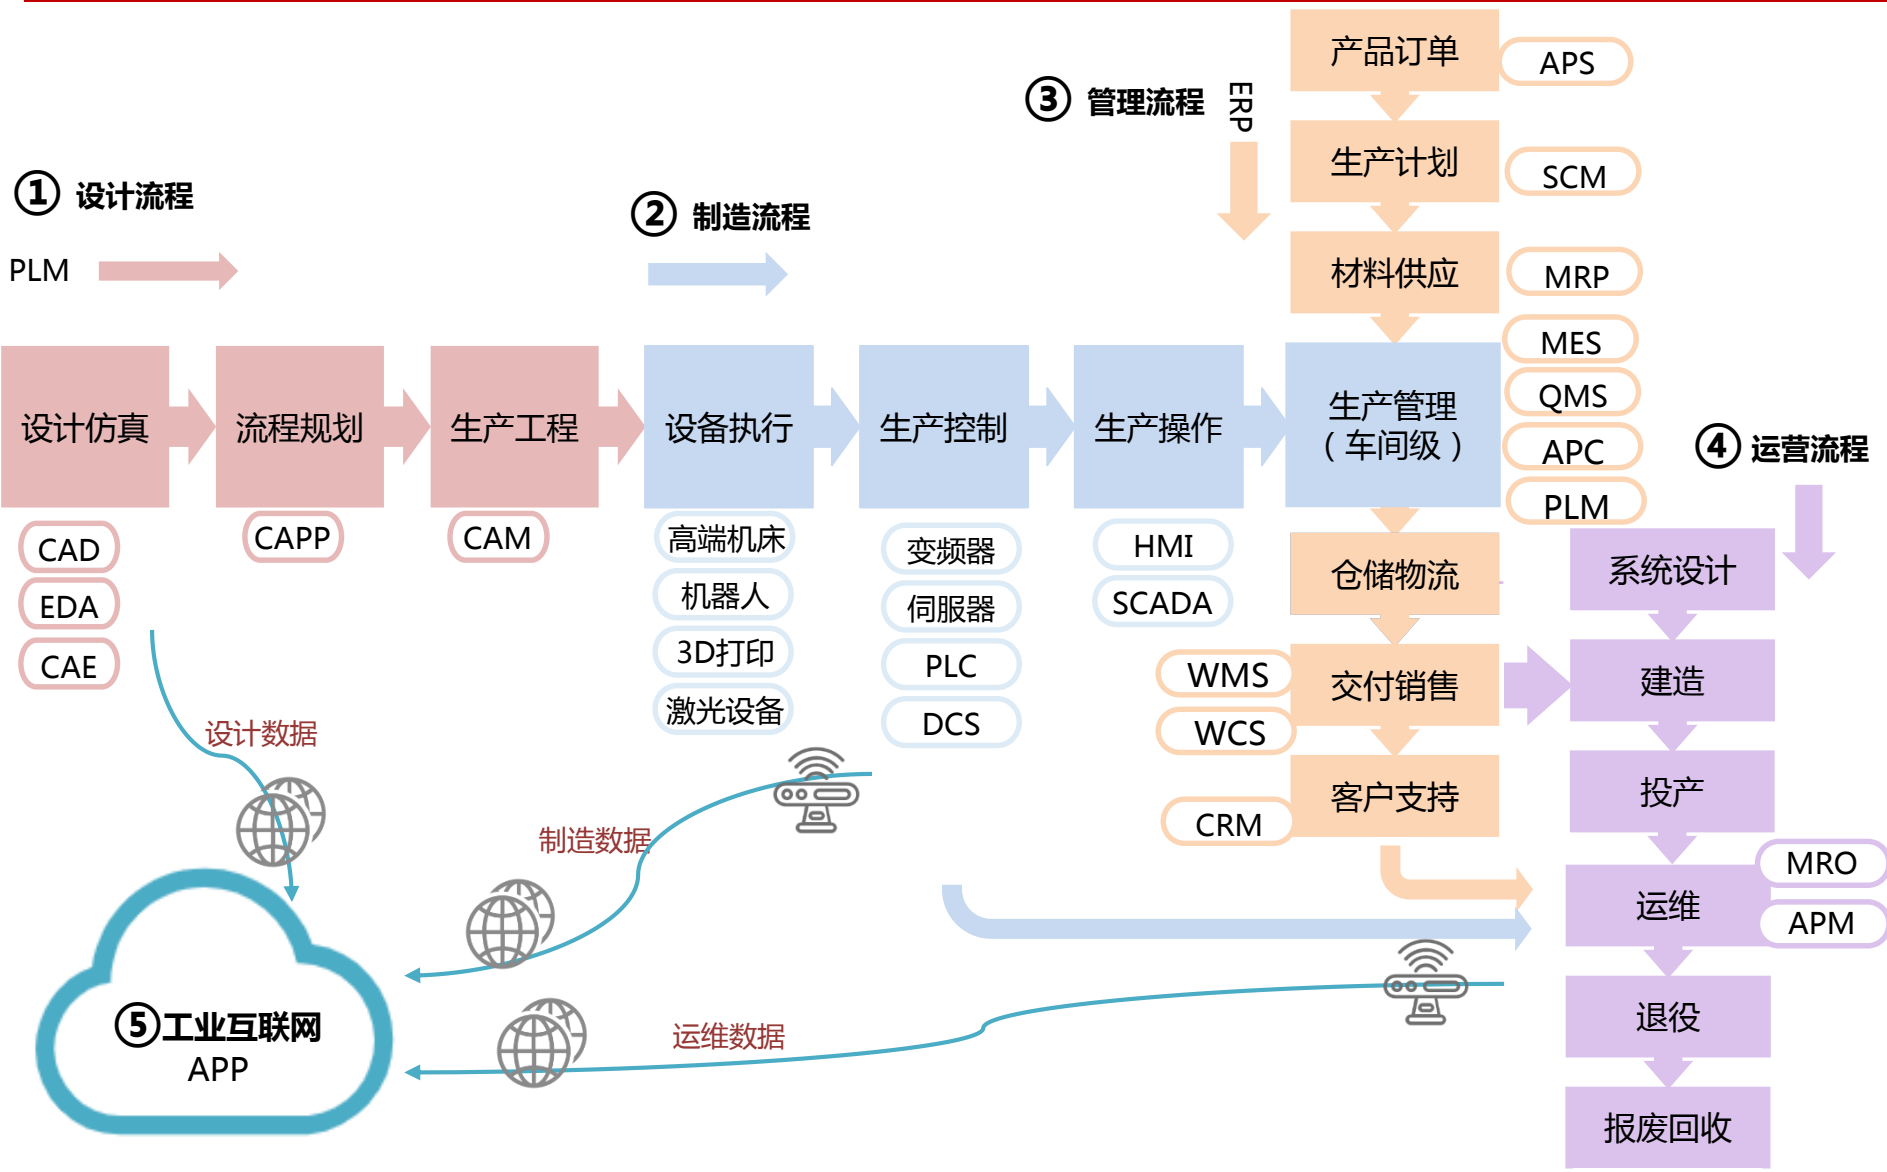 ① 设计流程
PLM
设计仿真
流程规划
生产工程
CAD
EDA
CAE
CAPP
CAM
② 制造流程
设备执行
生产控制
生产操作
生产管理
（车间级）
高端机床
机器人
3D打印
激光设备
变频器
伺服器
PLC
DCS
HMI
SCADA
③ 管理流程
ERP
产品订单
APS
生产计划
SCM
材料供应
MRP
MES
QMS
APC
PLM
仓储物流
交付销售
WMS
WCS
客户支持
CRM
④ 运营流程
系统设计
建造
投产
运维
MRO
APM
退役
报废回收
设计数据
制造数据
运维数据
⑤工业互联网
APP